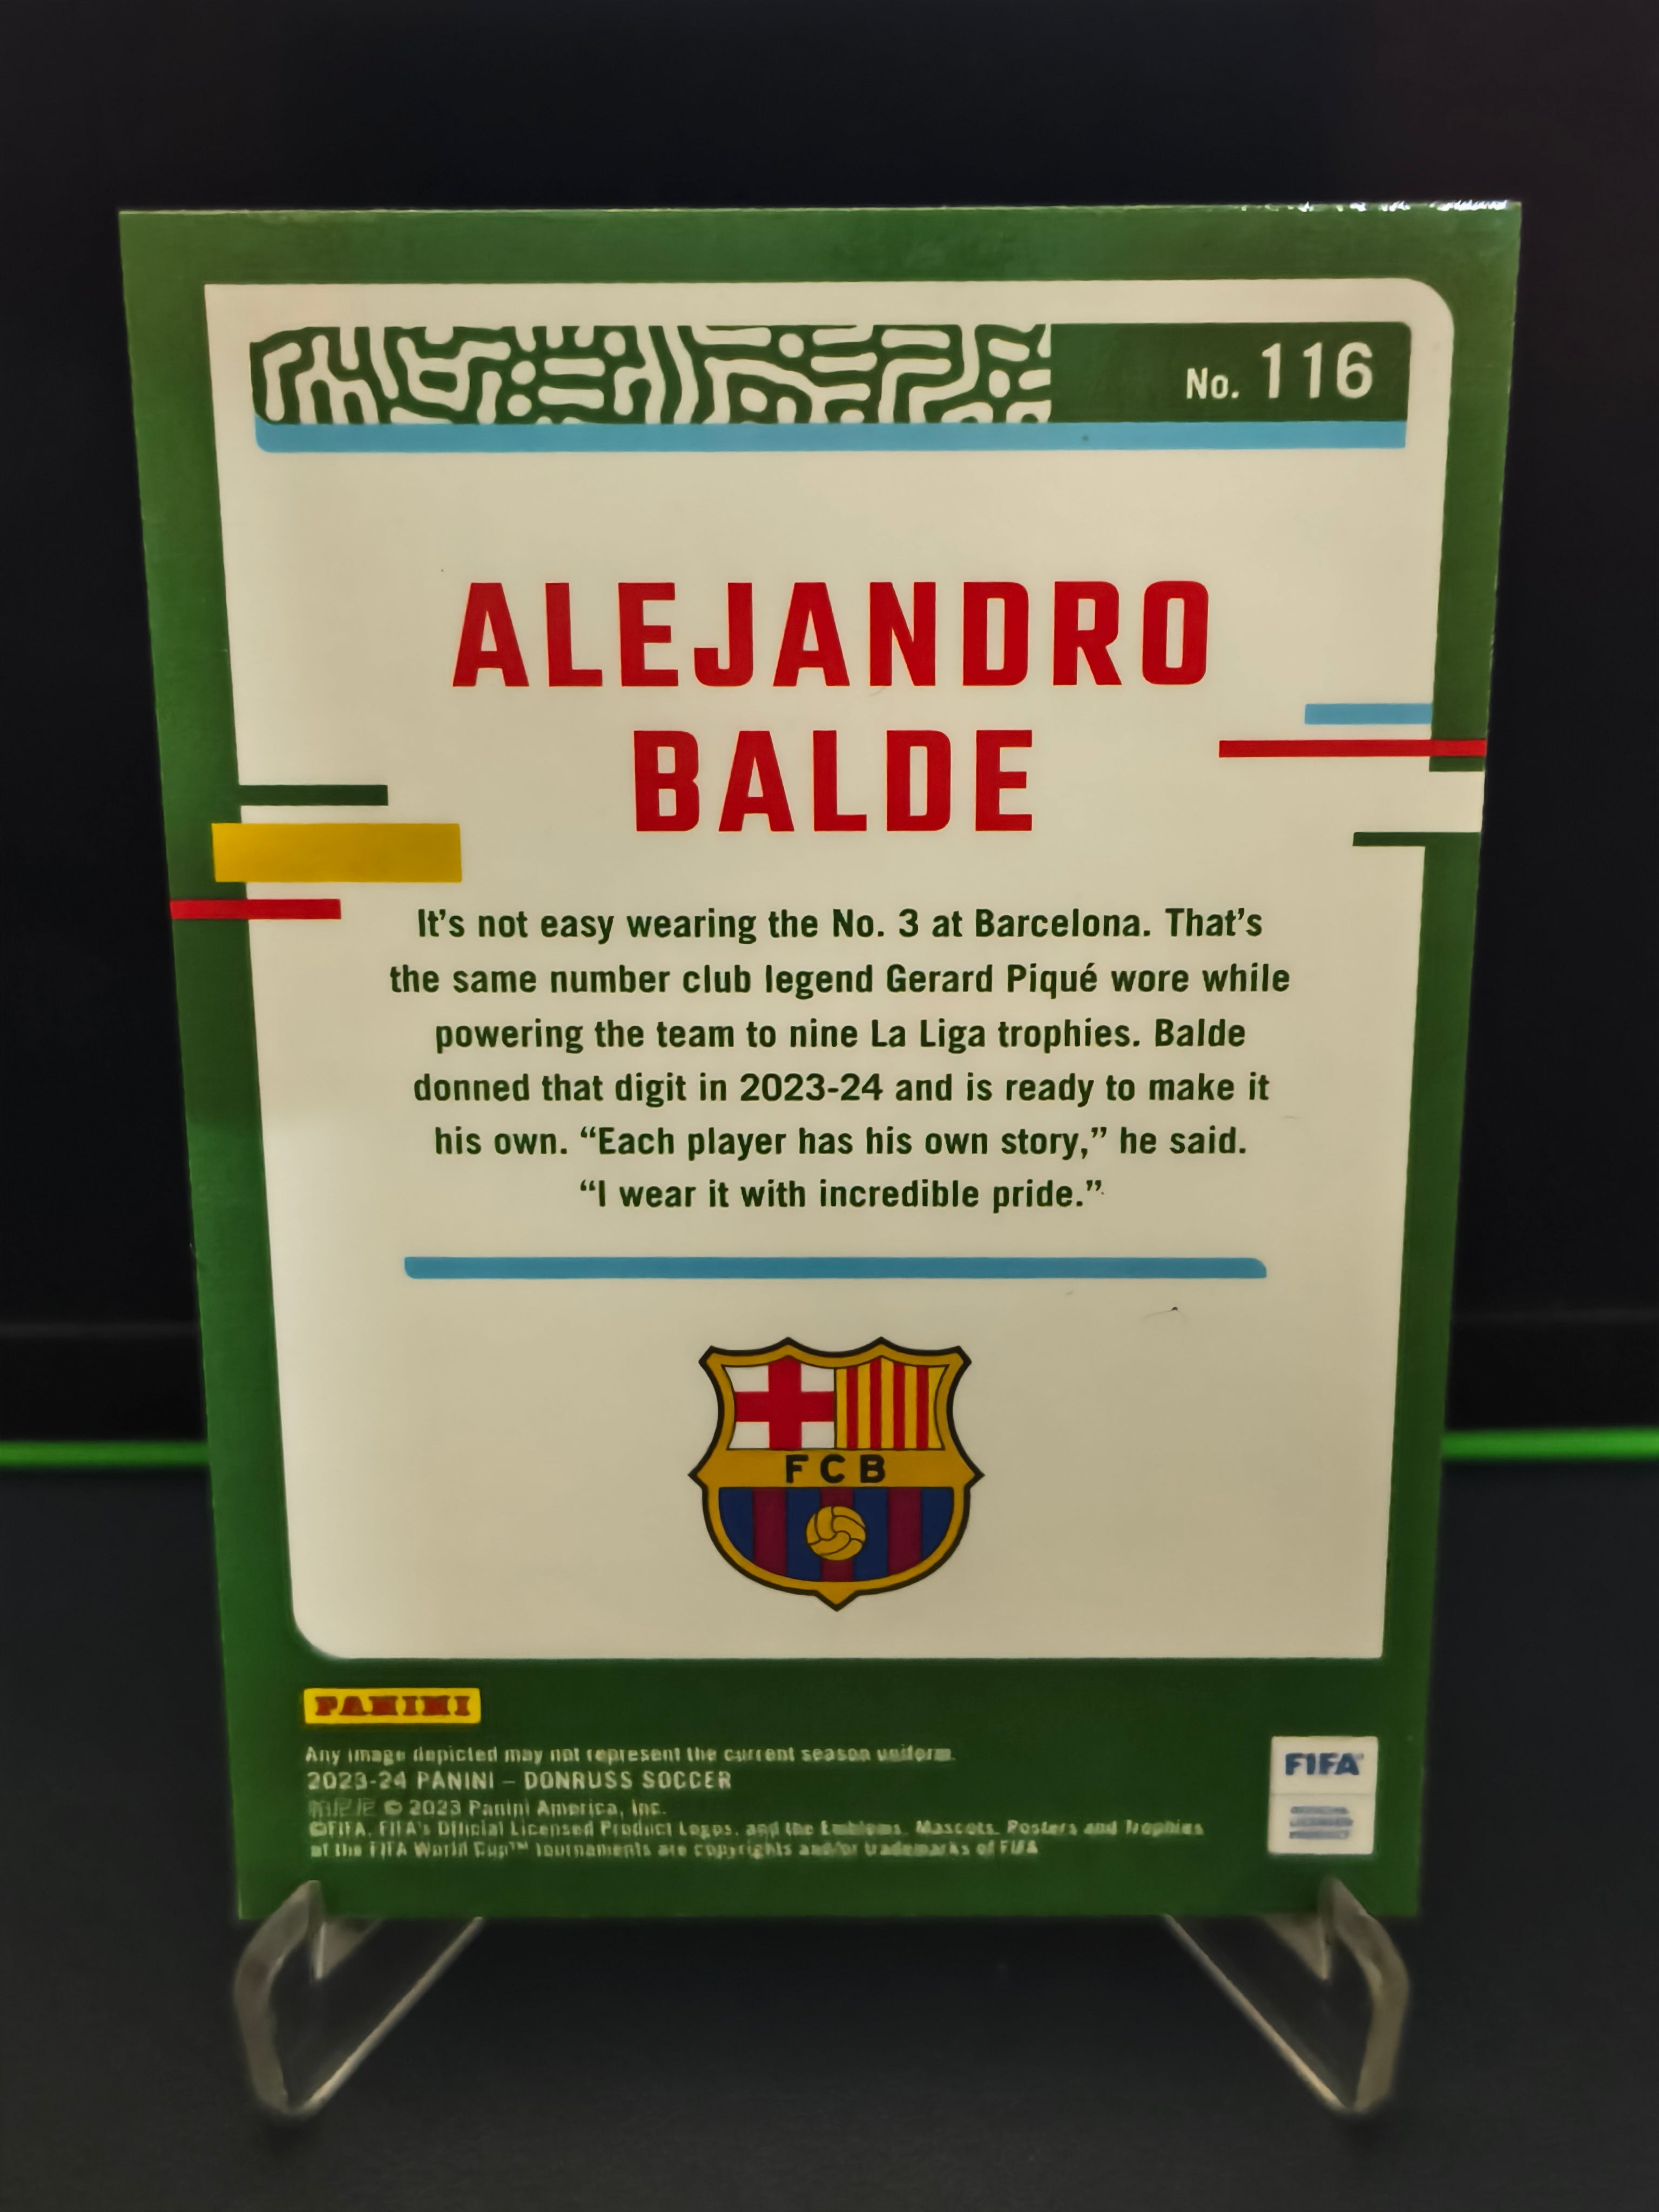 No. 116
ALEJANDRO
BALDE
It's not easy wearing the No. 3 at Barcelona. That's
the same number club legend Gerard Piqué wore while
powering the team to nine La Liga trophies. Balde
donned that digit in 2023-24 and is ready to make it
his own. “Each player has his own story,” he said.
“I wear it with incredible pride.”
FCB
PANINI
Any image depicted may not represent the current season uniform.
2023-24 PANINI – DONRUSS SOCCER
帕尼尼 © 2023 Panini America, Inc.
©FIFA, FIFA's Official Licensed Product Logos, and the Emblems, Mascots, Posters and Trophies
of the FIFA World Cup™ tournaments are copyrights and/or trademarks of FIFA
FIFA